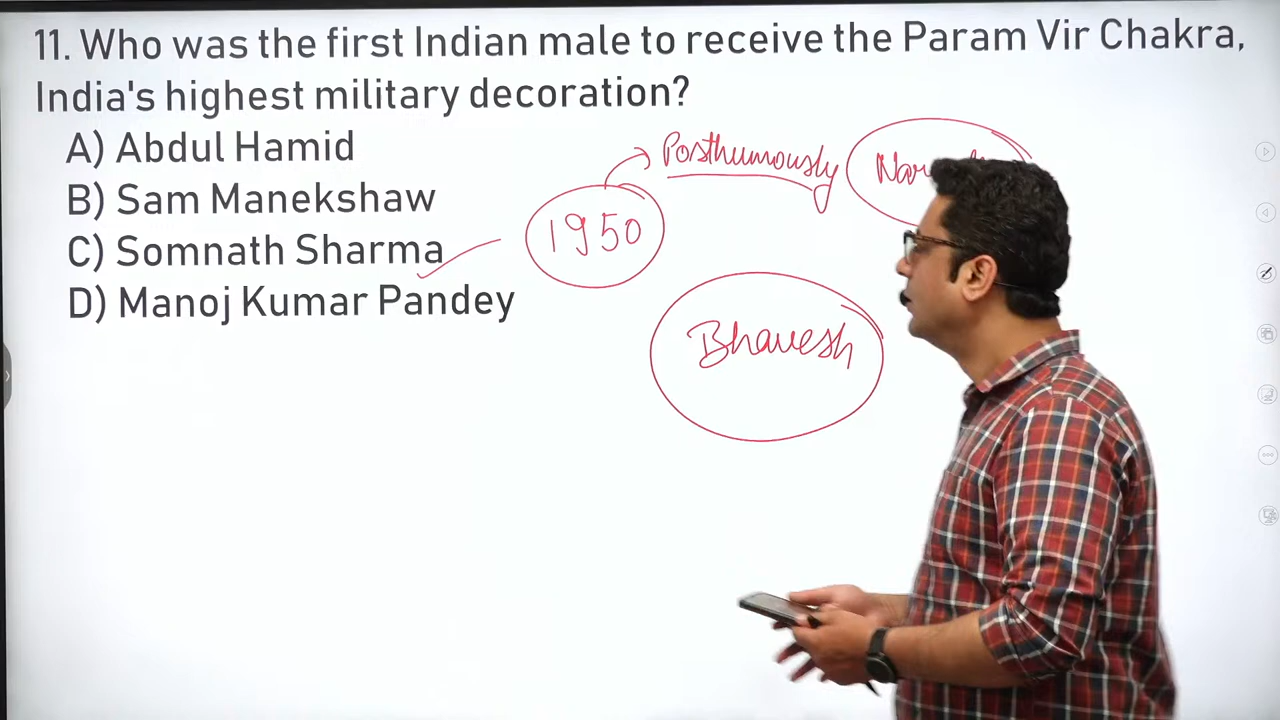 11. Who was the first Indian male to receive the Param Vir Chakra,
India's highest military decoration?
A) Abdul Hamid
B) Sam Manekshaw
C) Somnath Sharma
D) Manoj Kumar Pandey
Posthumously
1950
Bhavesh